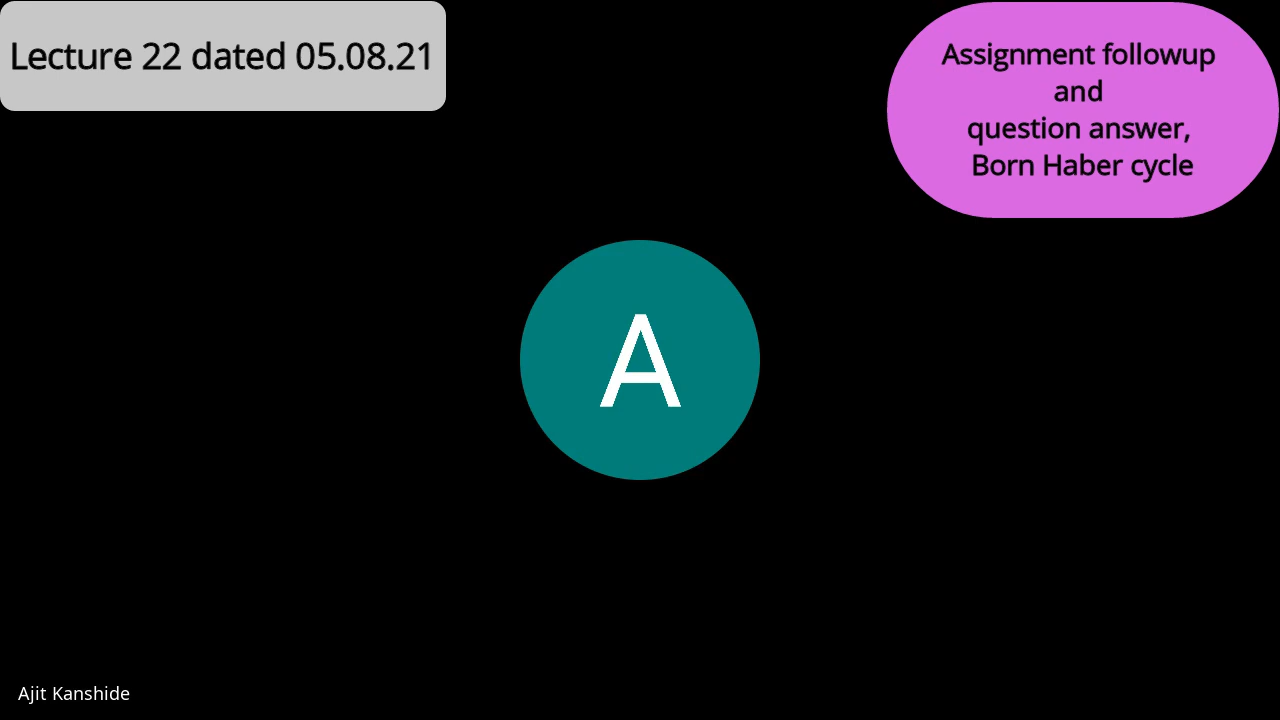 Lecture 22 dated 05.08.21
Assignment followup
and
question answer,
Born Haber cycle
A
Ajit Kanshide